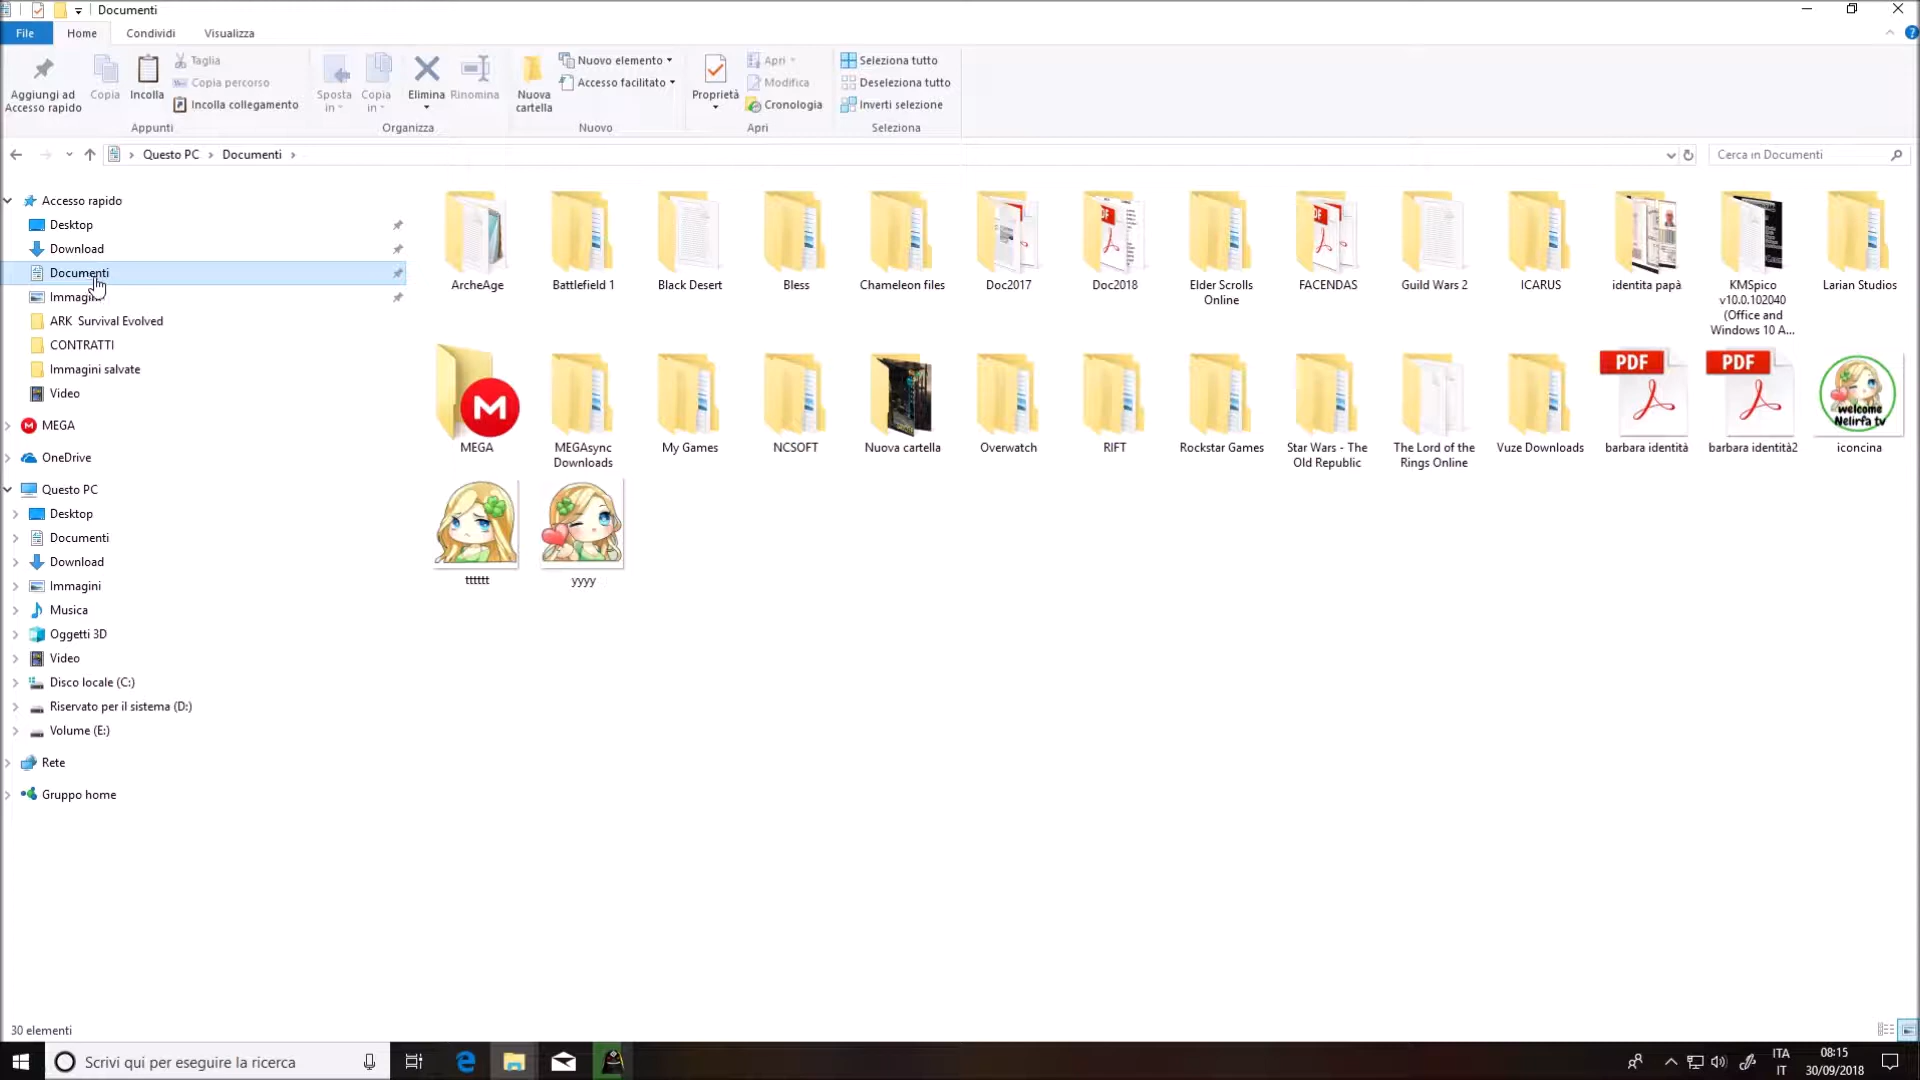 Documenti
File
Home
Condividi
Visualizza
Aggiungi ad
Accesso rapido
Copia
Incolla
Taglia
Copia percorso
Incolla collegamento
Appunti
Sposta
in
Copia
in
Elimina
Rinomina
Organizza
Nuova
cartella
Nuovo elemento
Accesso facilitato
Nuovo
Proprietà
Apri
Modifica
Cronologia
Apri
Seleziona tutto
Deseleziona tutto
Inverti selezione
Seleziona
Questo PC
Documenti
Cerca in Documenti
Accesso rapido
Desktop
Download
Documenti
Immagini
ARK Survival Evolved
CONTRATTI
Immagini salvate
Video
MEGA
OneDrive
Questo PC
Desktop
Documenti
Download
Immagini
Musica
Oggetti 3D
Video
Disco locale (C:)
Riservato per il sistema (D:)
Volume (E:)
Rete
Gruppo home
ArcheAge
Battlefield 1
Black Desert
Bless
Chameleon files
Doc2017
Doc2018
Elder Scrolls
Online
FACENDAS
Guild Wars 2
ICARUS
identita papà
KMSpico
v10.0.102040
(Office and
Windows 10 A...
Larian Studios
MEGA
MEGAsync
Downloads
My Games
NCSOFT
Nuova cartella
Overwatch
RIFT
Rockstar Games
Star Wars - The
Old Republic
The Lord of the
Rings Online
Vuze Downloads
PDF
barbara identità
PDF
barbara identità2
welcome
Nelirfa tv
iconcina
tttttt
yyyy
30 elementi
Scrivi qui per eseguire la ricerca
ITA
IT
08:15
30/09/2018